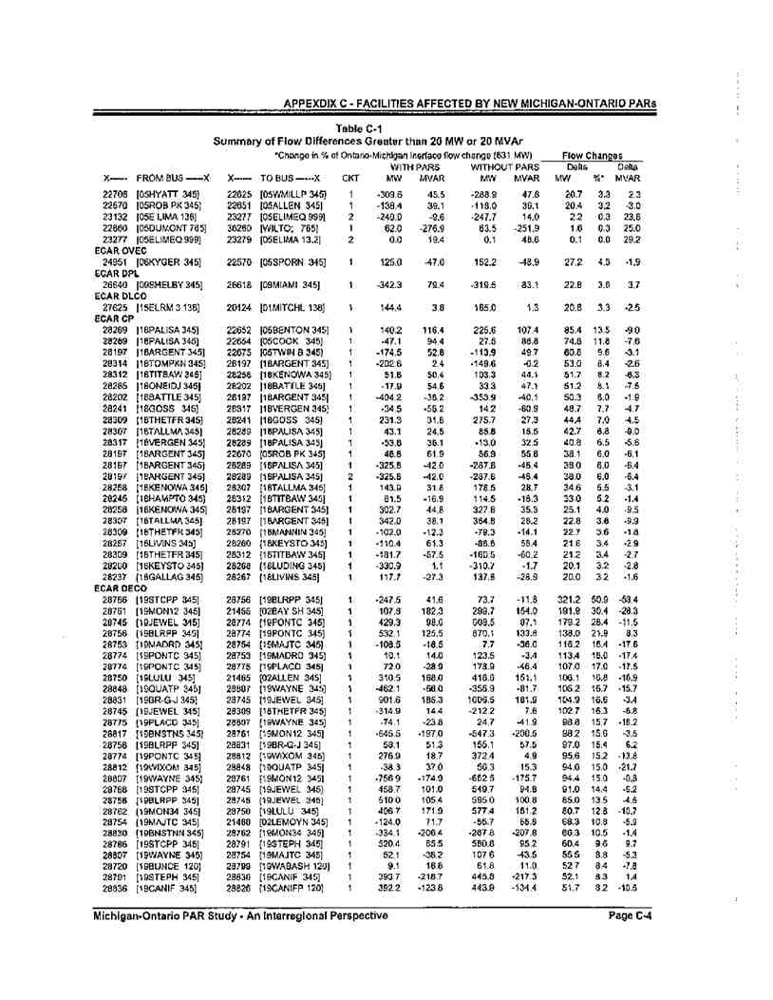 APPEXDIX C - FACILITIES AFFECTED BY NEW MICHIGAN-ONTARIO PARs
Table C-1
Summary of Flow Differences Greater than 20 MW or 20 MVAr
*Change in % of Ontario-Michigan Inerface flow change (631 MW) Flow Changes
WITH PARS WITHOUT PARS Delta Delta
X----- FROM BUS -----X X----- TO BUS -----X CKT MW MVAR MW MVAR MW %* MVAR
22706 [05HYATT 345] 22625 [05WMILLP 345] 1 -309.6 45.5 -288.9 47.8 20.7 3.3 2.3
22670 [05ROB PK 345] 22651 [05ALLEN 345] 1 -138.4 39.1 -118.0 36.1 20.4 3.2 -3.0
23132 [05E LIMA 138] 23277 [05ELIMEQ 999] 2 -249.9 -9.6 -247.7 14.0 2.2 0.3 23.6
22660 [05DUMONT 765] 36260 [WILTO; 765] 1 62.0 -276.9 63.5 -251.9 1.6 0.3 25.0
23277 [05ELIMEQ 999] 23279 [05ELIMA 13.2] 2 0.0 19.4 0.1 48.6 0.1 0.0 29.2
ECAR OVEC
24951 [06KYGER 345] 22570 [05SPORN 345] 1 125.0 -47.0 152.2 -48.9 27.2 4.3 -1.9
ECAR DPL
26640 [09SHELBY 345] 26618 [09MIAMI 345] 1 -342.3 79.4 -319.5 83.1 22.8 3.6 3.7
ECAR DLCO
27625 [15ELRM 3 138] 20124 [01MITCHL 138] 1 144.4 3.8 165.0 1.3 20.6 3.3 -2.5
ECAR CP
28289 [18PALISA 345] 22652 [05BENTON 345] 1 140.2 116.4 225.6 107.4 85.4 13.5 -9.0
28289 [18PALISA 345] 22654 [05COOK 345] 1 -47.1 94.4 27.8 86.8 74.8 11.8 -7.6
28197 [18ARGENT 345] 22675 [05TWIN B 345] 1 -174.5 52.8 -113.9 49.7 60.6 9.6 -3.1
28314 [18TOMPKN 345] 28197 [18ARGENT 345] 1 -202.6 2.4 -149.6 -0.2 53.0 8.4 -2.6
28312 [18TITBAW 345] 28258 [18KENOWA 345] 1 51.6 50.4 103.3 44.1 51.7 8.2 -6.3
28285 [18ONEIDJ 345] 28202 [18BATTLE 345] 1 -17.9 54.6 33.3 47.1 51.2 8.1 -7.5
28202 [18BATTLE 345] 28197 [18ARGENT 345] 1 -404.2 -38.2 -353.9 -40.1 50.3 8.0 -1.9
28241 [18GOSS 345] 28317 [18VERGEN 345] 1 -34.5 -56.2 14.2 -60.9 48.7 7.7 -4.7
28309 [18THETFR 345] 28241 [18GOSS 345] 1 231.3 31.8 275.7 27.3 44.4 7.0 -4.5
28307 [18TALLMA 345] 28289 [18PALISA 345] 1 43.1 24.5 85.8 15.5 42.7 6.8 -9.0
28317 [18VERGEN 345] 28289 [18PALISA 345] 1 -53.8 38.1 -13.0 32.5 40.8 6.5 -5.6
28197 [18ARGENT 345] 22670 [05ROB PK 345] 1 48.8 61.9 86.9 55.8 38.1 6.0 -6.1
28197 [18ARGENT 345] 28289 [18PALISA 345] 1 -325.8 -42.0 -287.8 -48.4 38.0 6.0 -6.4
28197 [18ARGENT 345] 28289 [18PALISA 345] 2 -325.6 -42.0 -287.6 -48.4 38.0 6.0 -6.4
28258 [18KENOWA 345] 28307 [18TALLMA 345] 1 143.9 31.8 178.5 28.7 34.6 5.5 -3.1
28245 [18HAMPTO 345] 28312 [18TITBAW 345] 1 81.5 -16.9 114.5 -18.3 33.0 5.2 -1.4
28258 [18KENOWA 345] 28197 [18ARGENT 345] 1 302.7 44.8 327.8 35.3 25.1 4.0 -9.5
28307 [18TALLMA 345] 28197 [18ARGENT 345] 1 342.0 38.1 364.8 28.2 22.8 3.6 -9.9
28309 [18THETFR 345] 28270 [18MANNIN 345] 1 -102.0 -12.3 -79.3 -14.1 22.7 3.6 -1.8
28267 [18LIVINS 345] 28260 [18KEYSTO 345] 1 -110.4 61.3 -88.6 58.4 21.8 3.4 -2.9
28309 [18THETFR 345] 28312 [18TITBAW 345] 1 -181.7 -57.5 -160.5 -60.2 21.2 3.4 -2.7
28260 [18KEYSTO 345] 28268 [18LUDING 345] 1 -330.9 1.1 -310.7 -1.7 20.1 3.2 -2.8
28237 [18GALLAG 345] 28267 [18LIVINS 345] 1 117.7 -27.3 137.6 -28.9 20.0 3.2 -1.6
ECAR DECO
28786 [19STCPP 345] 28756 [19BLRPP 345] 1 -247.5 41.6 73.7 -11.8 321.2 50.9 -53.4
28761 [19MON12 345] 21455 [02BAY SH 345] 1 107.8 182.3 299.7 154.0 191.9 30.4 -28.3
28745 [19JEWEL 345] 28774 [19PONTC 345] 1 429.3 98.6 608.5 87.1 179.2 28.4 -11.5
28756 [19BLRPP 345] 28774 [19PONTC 345] 1 532.1 125.5 670.1 133.8 138.0 21.9 8.3
28753 [19MADRD 345] 28754 [19MAJTC 345] 1 -108.5 -18.5 7.7 -36.0 116.2 18.4 -17.6
28774 [19PONTC 345] 28753 [19MADRD 345] 1 10.1 14.0 123.5 -3.4 113.4 18.0 -17.4
28774 [19PONTC 345] 28775 [19PLACD 345] 1 72.0 -28.9 178.9 -46.4 107.0 17.0 -17.5
28750 [19LULU 345] 21465 [02ALLEN 345] 1 310.5 168.0 416.6 151.1 106.1 16.8 -16.9
28848 [19QUATP 345] 28807 [19WAYNE 345] 1 -462.1 -66.0 -356.9 -81.7 105.2 16.7 -15.7
28831 [19BR-G-J 345] 28745 [19JEWEL 345] 1 901.6 185.3 1006.5 181.9 104.9 16.6 -3.4
28745 [19JEWEL 345] 28309 [18THETFR 345] 1 -314.9 14.4 -212.2 7.6 102.7 16.3 -6.8
28775 [19PLACD 345] 28807 [19WAYNE 345] 1 -74.1 -23.8 24.7 -41.9 98.8 15.7 -18.2
28817 [19BNSTNS 345] 28761 [19MON12 345] 1 -645.5 -197.0 -547.3 -200.5 98.2 15.6 -3.5
28756 [19BLRPP 345] 28831 [19BR-G-J 345] 1 58.1 51.3 155.1 57.5 97.0 15.4 6.2
28774 [19PONTC 345] 28812 [19WIXOM 345] 1 276.9 18.7 372.4 4.9 95.6 15.2 -13.8
28812 [19WIXOM 345] 28848 [19QUATP 345] 1 -38.3 37.0 56.3 15.3 94.6 15.0 -21.7
28807 [19WAYNE 345] 28761 [19MON12 345] 1 -756.9 -174.9 -662.5 -175.7 94.4 15.0 -0.8
28786 [19STCPP 345] 28745 [19JEWEL 345] 1 458.7 101.0 549.7 94.8 91.0 14.4 -6.2
28756 [19BLRPP 345] 28745 [19JEWEL 345] 1 510.0 105.4 595.0 100.8 85.0 13.5 -4.6
28762 [19MON34 345] 28750 [19LULU 345] 1 496.7 171.9 577.4 161.2 80.7 12.8 -10.7
28754 [19MAJTC 345] 21480 [02LEMOYN 345] 1 -124.0 71.7 -55.7 65.8 68.3 10.8 -5.9
28830 [19BNSTNN 345] 28762 [19MON34 345] 1 -334.1 -206.4 -267.8 -207.8 66.3 10.5 -1.4
28786 [19STCPP 345] 28791 [19STEPH 345] 1 520.4 85.5 580.8 95.2 60.4 9.6 9.7
28807 [19WAYNE 345] 28754 [19MAJTC 345] 1 52.1 -38.2 107.6 -43.5 55.5 8.8 -5.3
28720 [19BUNCE 120] 28799 [19WABASH 120] 1 9.1 18.8 61.8 11.0 52.7 8.4 -7.8
28791 [19STEPH 345] 28830 [19CANIF 345] 1 393.7 -218.7 445.8 -217.3 52.1 8.3 1.4
28836 [19CANIF 345] 28826 [19CANIFP 120] 1 392.2 -123.8 443.9 -134.4 51.7 8.2 -10.6
Michigan-Ontario PAR Study - An Interregional Perspective Page C-4